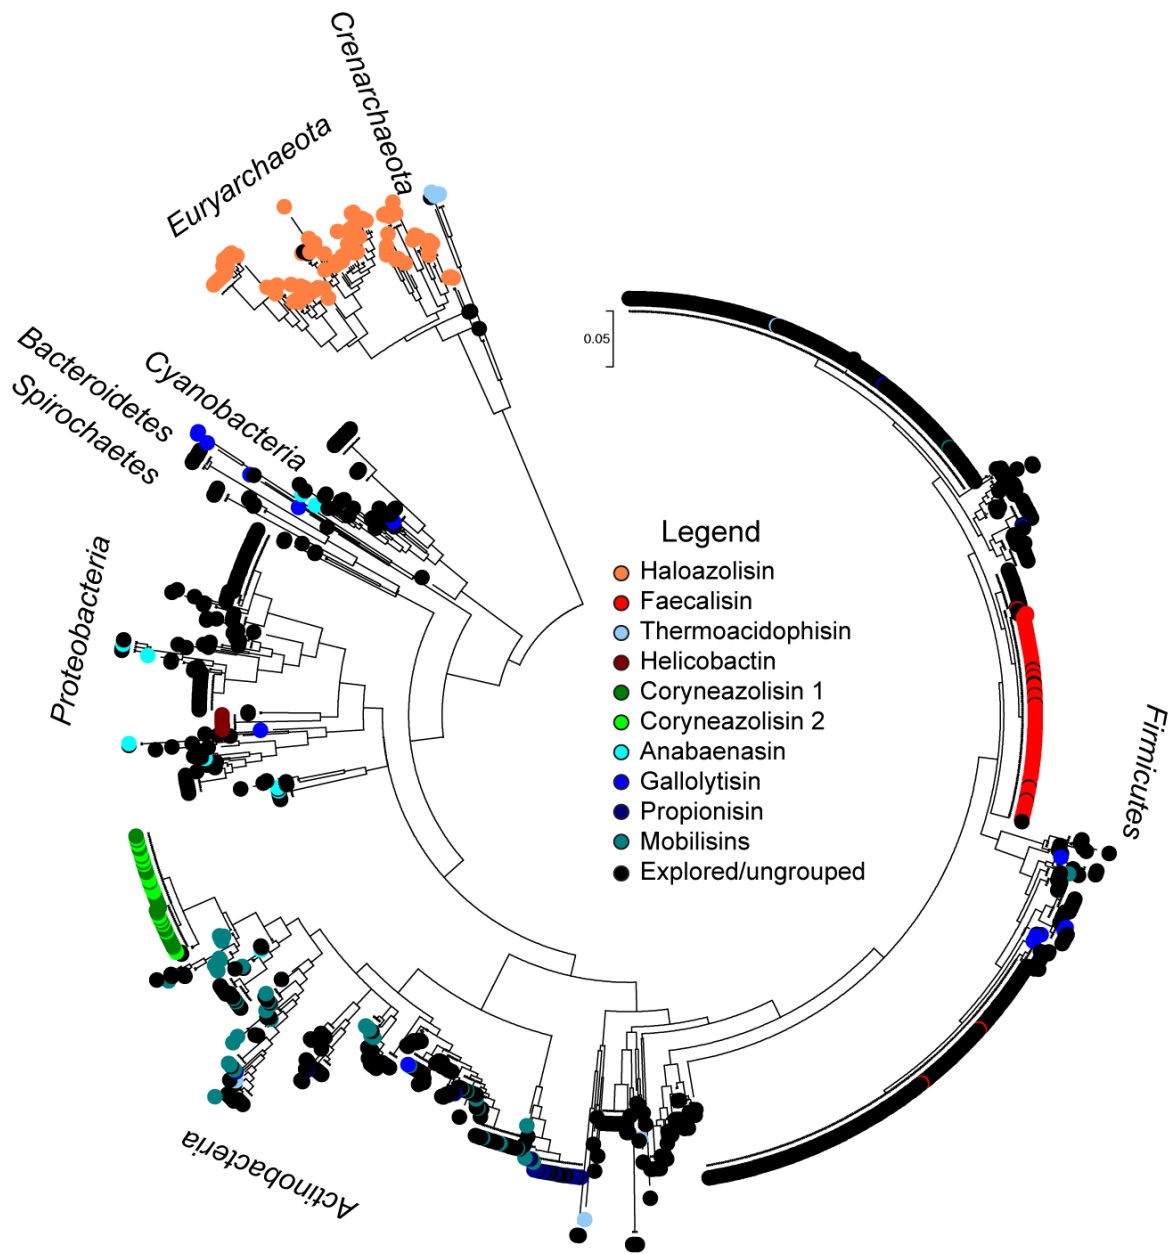 Crenarchaeota
Euryarchaeota
Cyanobacteria
Bacteroidetes
Spirochaetes
Proteobacteria
0.05
Legend
Haloazolisin
Faecalisin
Thermoacidophisin
Helicobactin
Coryneazolisin 1
Coryneazolisin 2
Anabaenasin
Gallolytisin
Propionisin
Mobilisins
Explored/ungrouped
Firmicutes
Actinobacteria